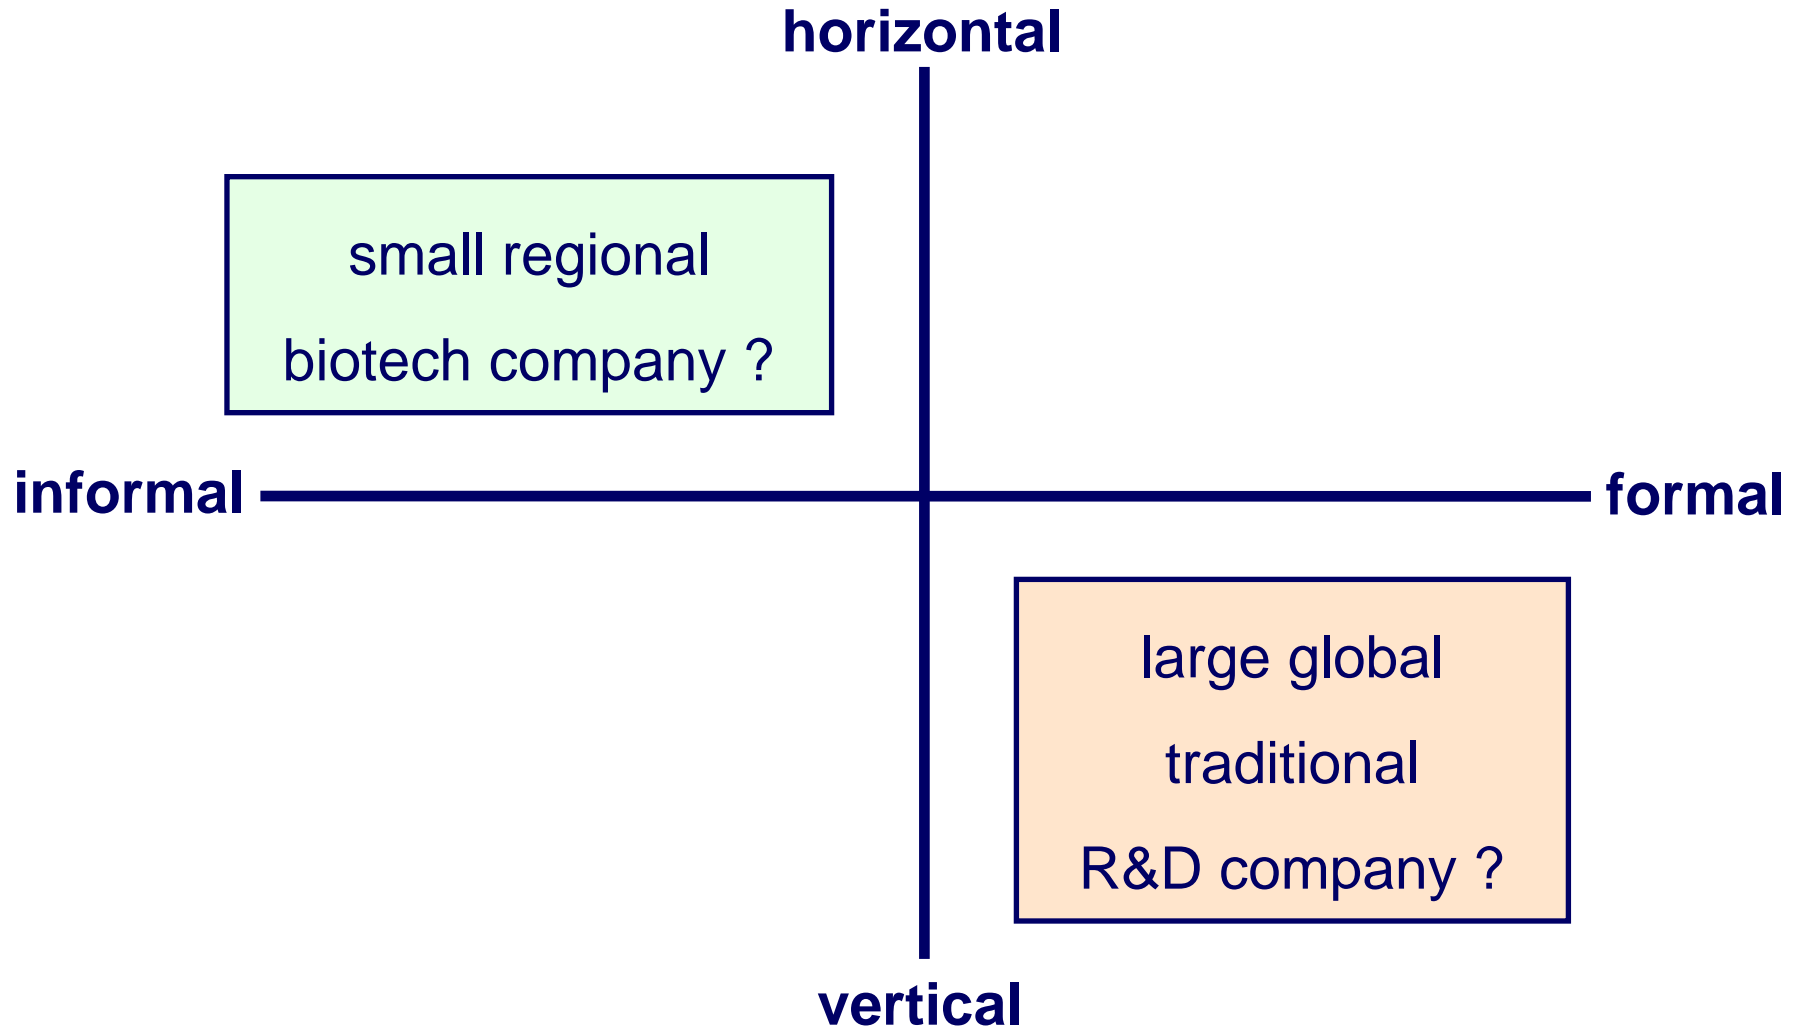 horizontal
small regional
biotech company ?
informal
formal
large global
traditional
R&D company ?
vertical